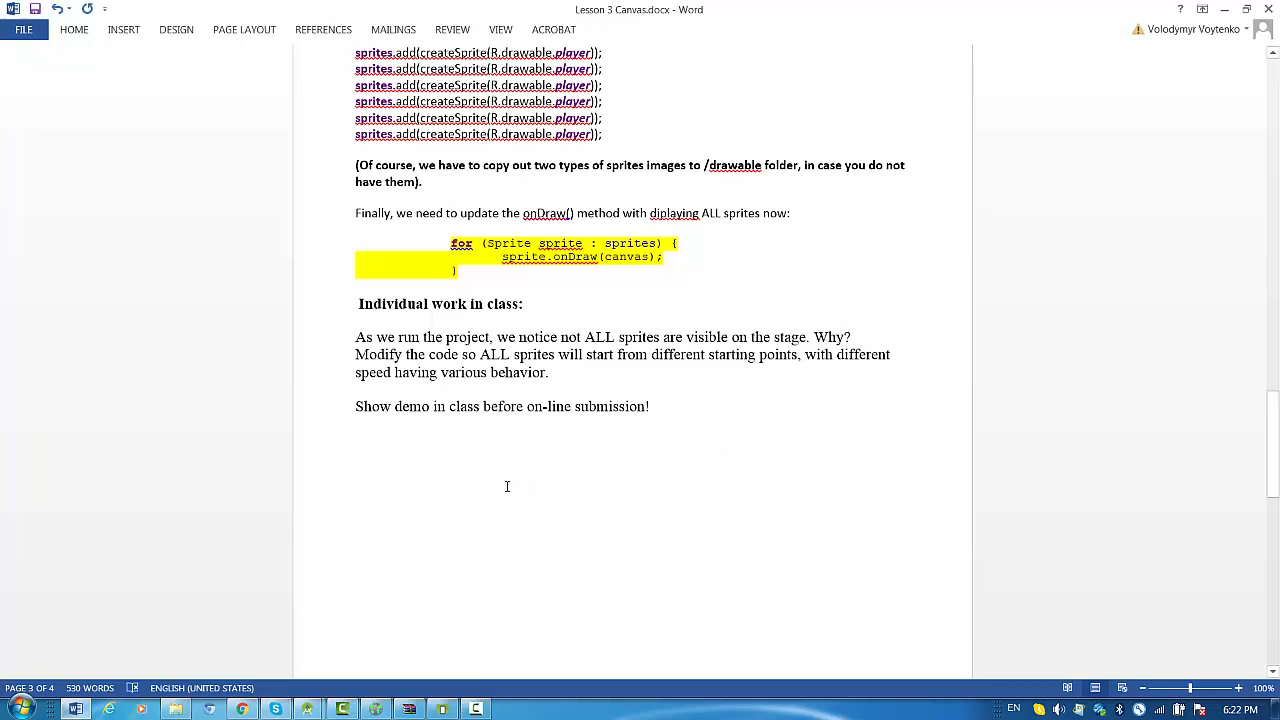 Lesson 3 Canvas.docx - Word
?
FILE HOME INSERT DESIGN PAGE LAYOUT REFERENCES MAILINGS REVIEW VIEW ACROBAT
Volodymyr Voytenko
sprites.add(createSprite(R.drawable.player));
sprites.add(createSprite(R.drawable.player));
sprites.add(createSprite(R.drawable.player));
sprites.add(createSprite(R.drawable.player));
sprites.add(createSprite(R.drawable.player));
sprites.add(createSprite(R.drawable.player));
(Of course, we have to copy out two types of sprites images to /drawable folder, in case you do not
have them).
Finally, we need to update the onDraw() method with diplaying ALL sprites now:
for (Sprite sprite : sprites) {
sprite.onDraw(canvas);
}
Individual work in class:
As we run the project, we notice not ALL sprites are visible on the stage. Why?
Modify the code so ALL sprites will start from different starting points, with different
speed having various behavior.
Show demo in class before on-line submission!
PAGE 3 OF 4 530 WORDS ENGLISH (UNITED STATES) 100%
EN 6:22 PM